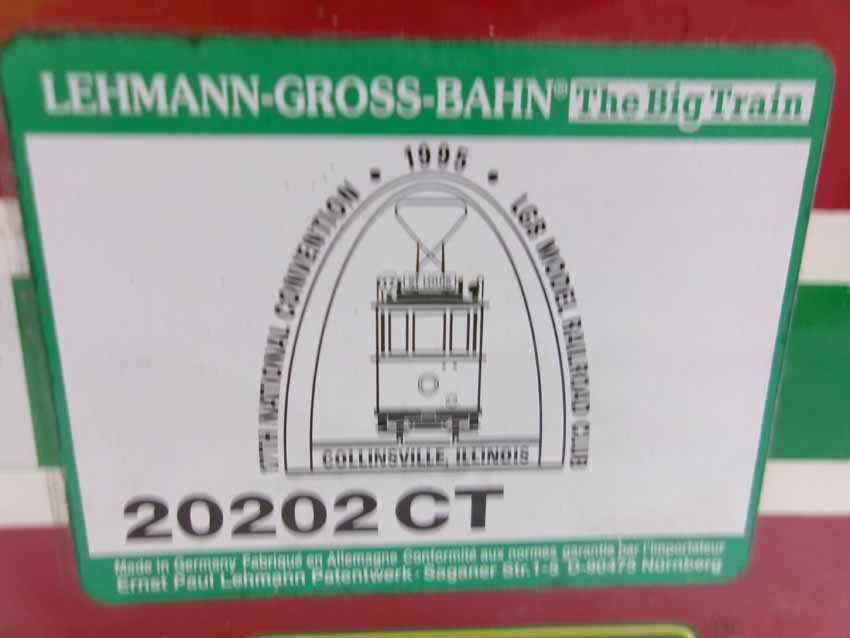 LEHMANN-GROSS-BAHN® The Big Train
NATIONAL CONVENTION • 1995 • LGB MODEL RAILROAD CLUB
ST LOUIS
COLLINSVILLE, ILLINOIS
20202 CT
Made in Germany Fabriqué en Allemagne Conformité aux normes garantie par l'importateur
Ernst Paul Lehmann Patentwerk · Saganer Str. 1-5 D-90475 Nürnberg